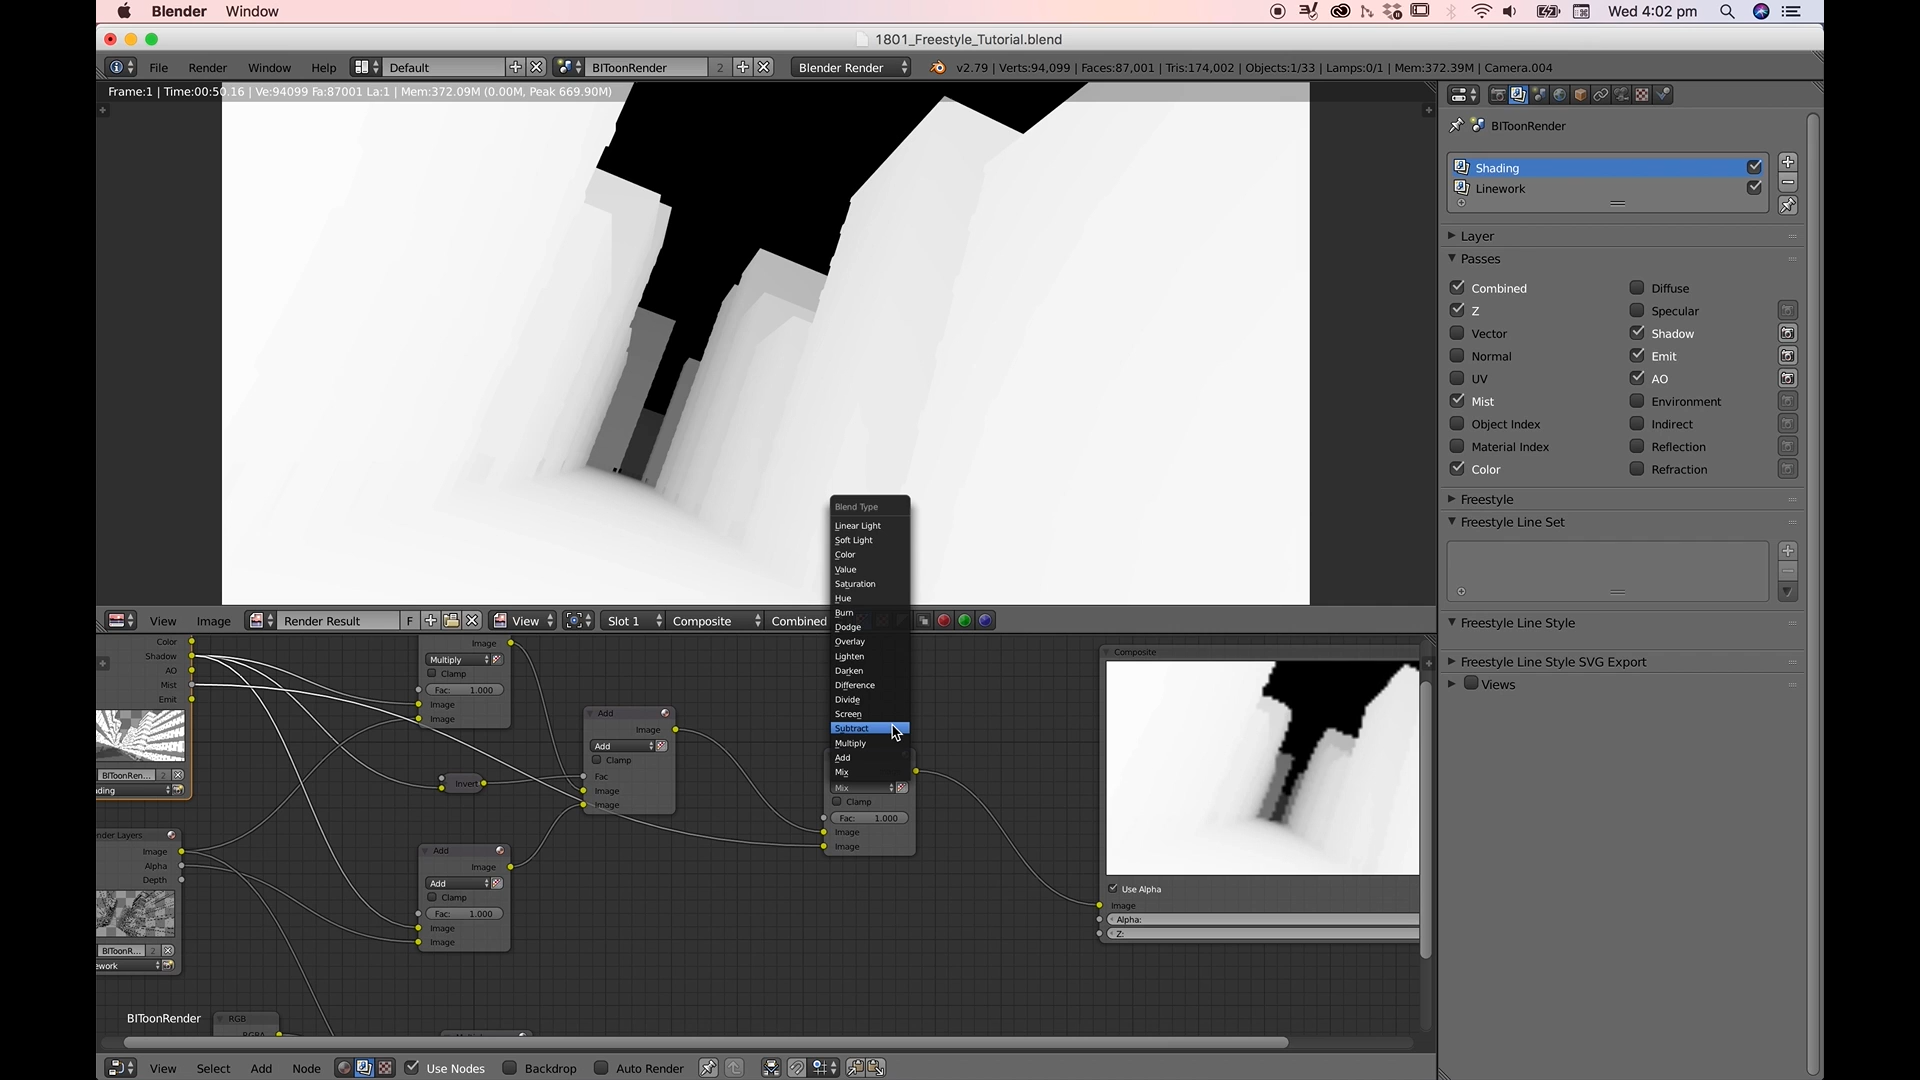 Blender Window
Wed 4:02 pm
1801_Freestyle_Tutorial.blend
File Render Window Help Default BIToonRender 2 Blender Render v2.79 | Verts:94,099 | Faces:87,001 | Tris:174,002 | Objects:1/33 | Lamps:0/1 | Mem:372.39M | Camera.004
Frame:1 | Time:00:50.16 | Ve:94099 Fa:87001 La:1 | Mem:372.09M (0.00M, Peak 669.90M)
BIToonRender
Shading
Linework
Layer
Passes
Combined
Z
Vector
Normal
UV
Mist
Object Index
Material Index
Color
Diffuse
Specular
Shadow
Emit
AO
Environment
Indirect
Reflection
Refraction
Freestyle
Freestyle Line Set
Freestyle Line Style
Freestyle Line Style SVG Export
Views
Blend Type
Linear Light
Soft Light
Color
Value
Saturation
Hue
Burn
Dodge
Overlay
Lighten
Darken
Difference
Divide
Screen
Subtract
Multiply
Add
Mix
View Image Render Result F View Slot 1 Composite Combined
Color
Shadow
AO
Mist
Emit
BIToonRen... 2
ding
nder Layers
Image
Alpha
Depth
BIToonR... 2
ework
Image
Multiply
Clamp
Fac: 1.000
Image
Image
Invert
Add
Image
Add
Clamp
Fac: 1.000
Image
Image
Add
Image
Add
Clamp
Fac
Image
Image
Mix
Clamp
Fac: 1.000
Image
Image
Composite
Use Alpha
Image
Alpha:
Z:
BIToonRender
RGB
RGBA
View Select Add Node Use Nodes Backdrop Auto Render